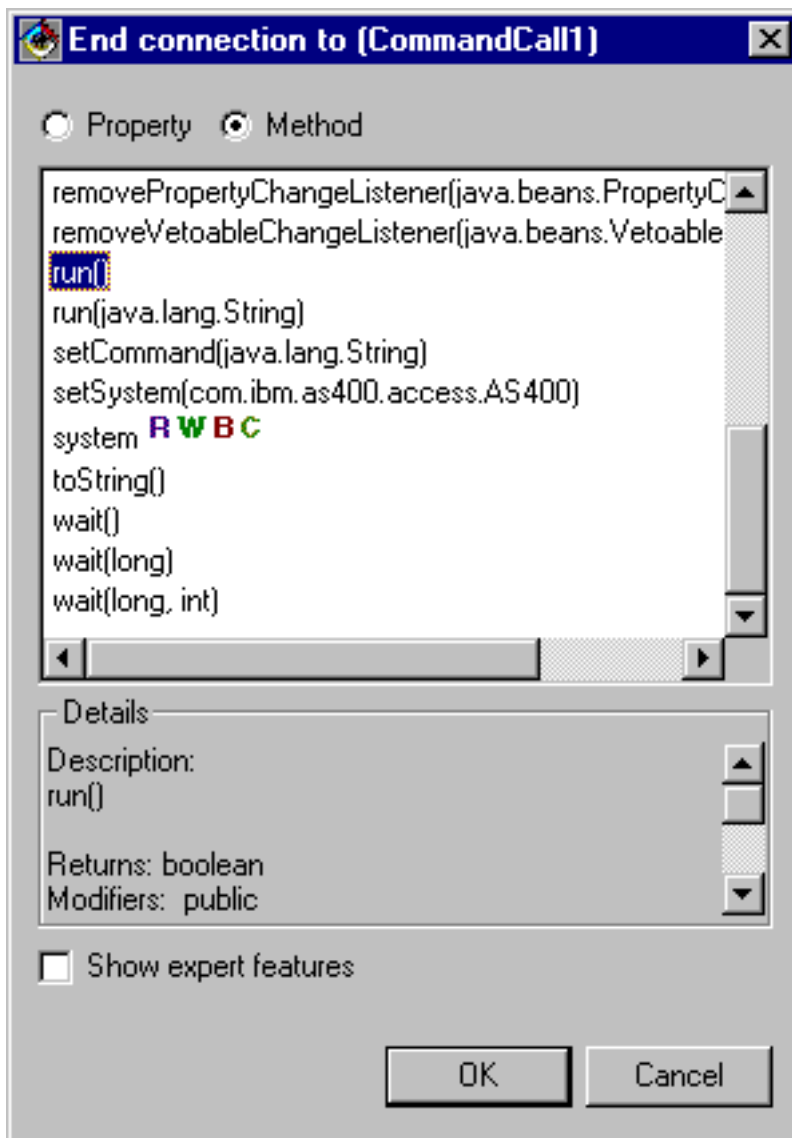 End connection to (CommandCall1)
Property Method
removePropertyChangeListener(java.beans.PropertyC
removeVetoableChangeListener(java.beans.Vetoable
run()
run(java.lang.String)
setCommand(java.lang.String)
setSystem(com.ibm.as400.access.AS400)
system R W B C
toString()
wait()
wait(long)
wait(long, int)
Details
Description:
run()
Returns: boolean
Modifiers: public
Show expert features
OK Cancel